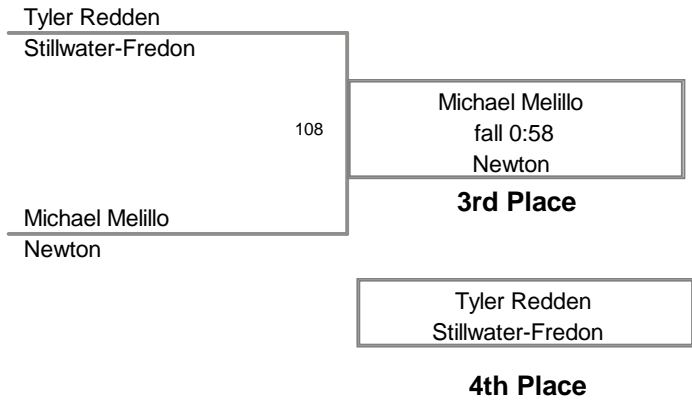 Tyler Redden
Stillwater-Fredon
108
Michael Melillo
fall 0:58
Newton
3rd Place
Michael Melillo
Newton
Tyler Redden
Stillwater-Fredon
4th Place